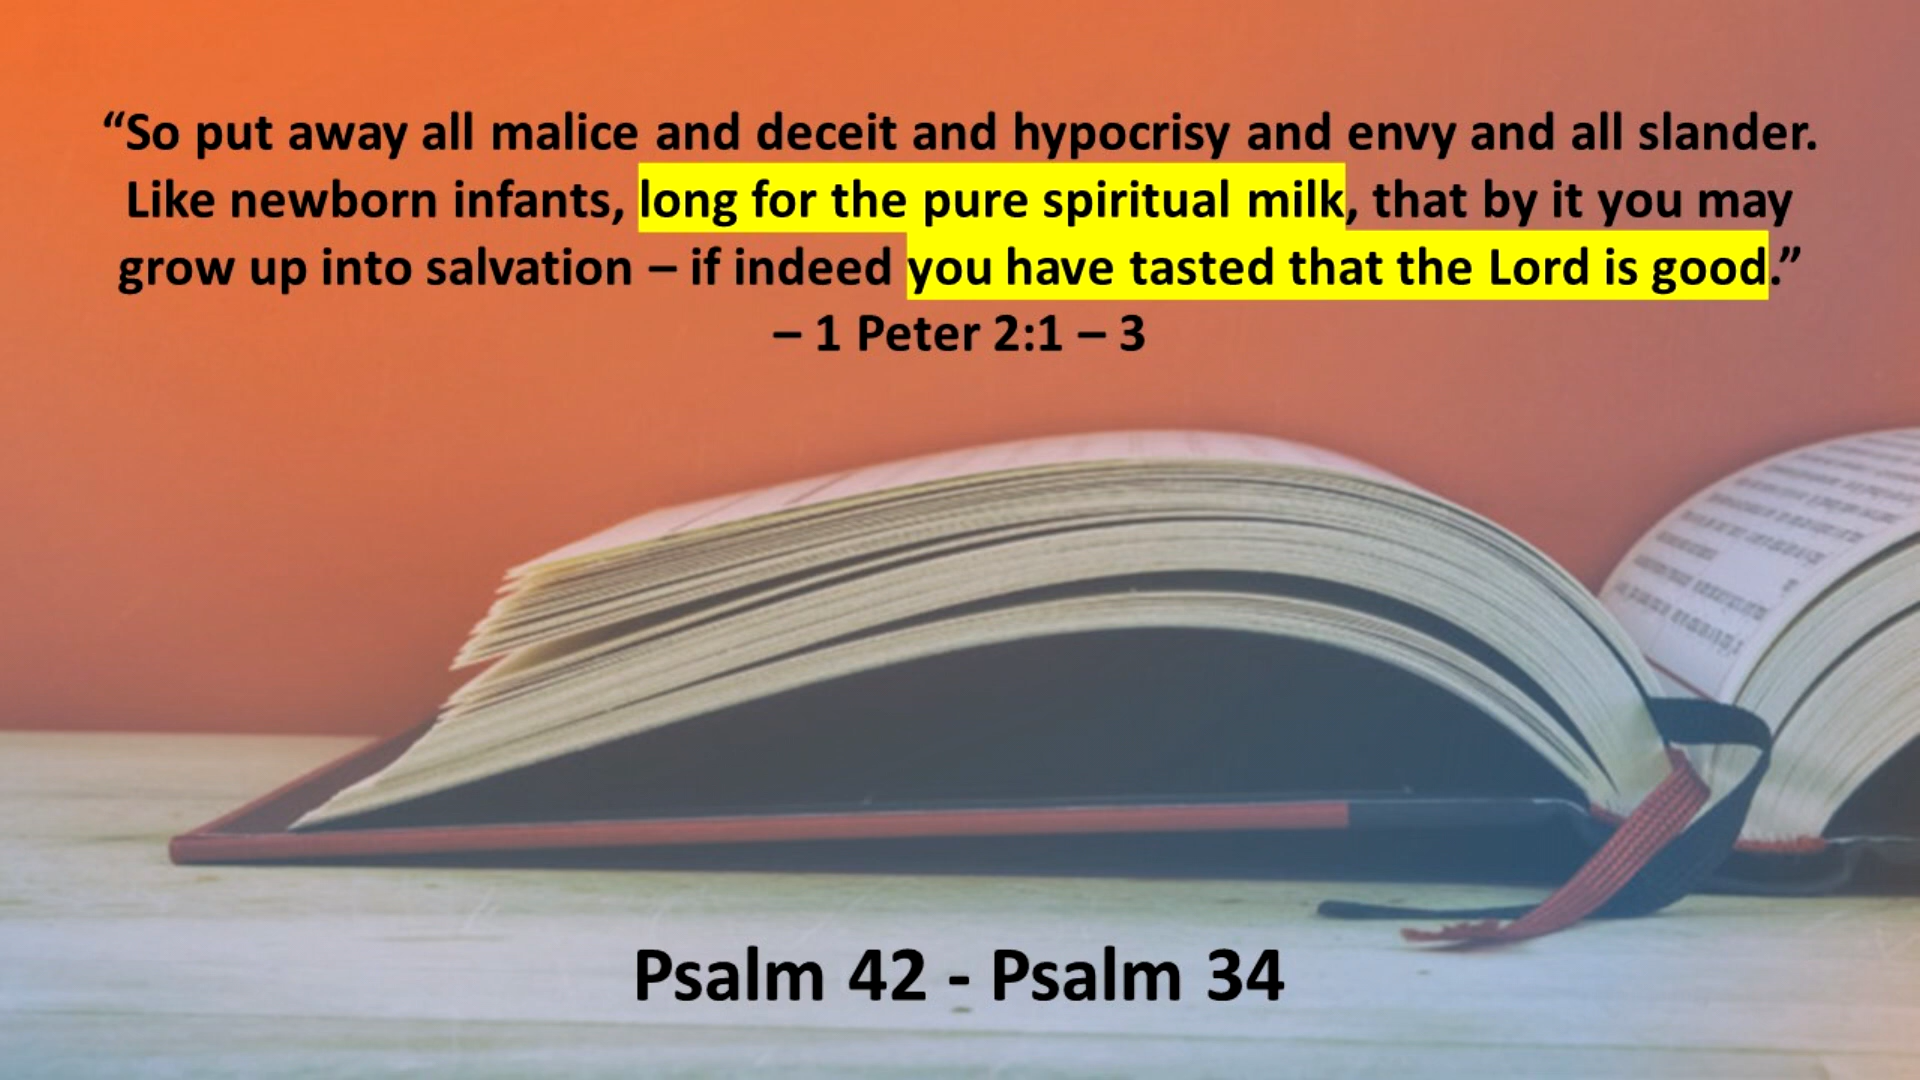 “So put away all malice and deceit and hypocrisy and envy and all slander.
Like newborn infants, long for the pure spiritual milk, that by it you may
grow up into salvation – if indeed you have tasted that the Lord is good.”
– 1 Peter 2:1 – 3
Psalm 42 - Psalm 34